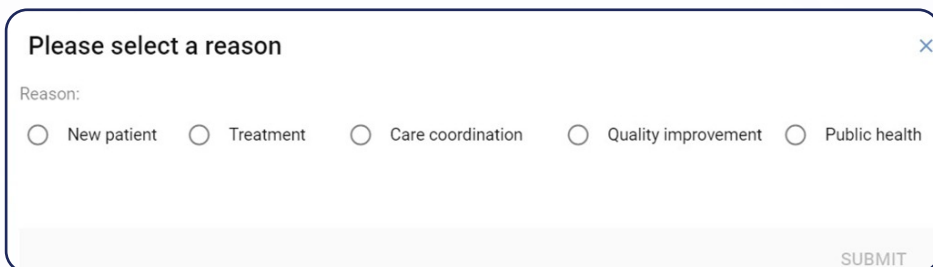 Please select a reason
Reason:
New patient Treatment Care coordination Quality improvement Public health
SUBMIT